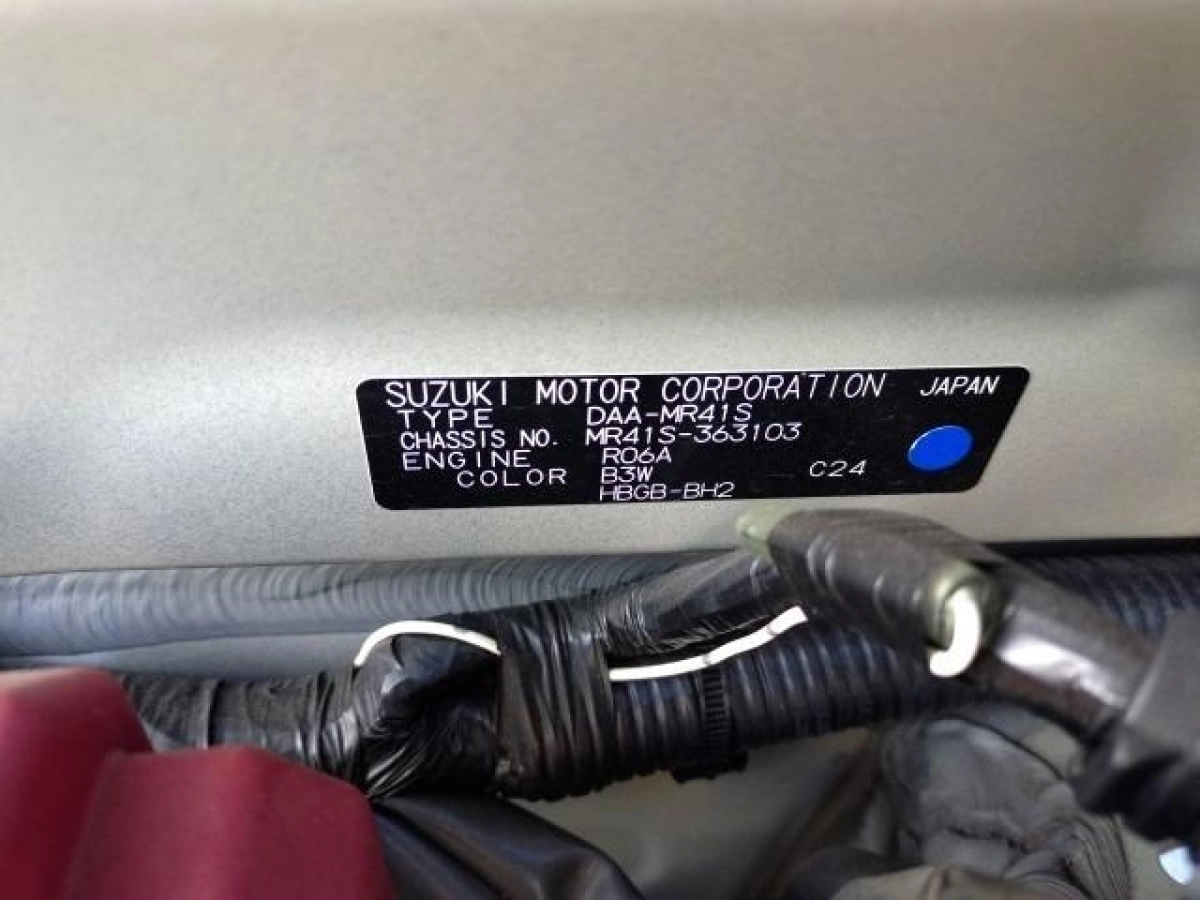 SUZUKI MOTOR CORPORATION JAPAN
TYPE DAA-MR41S
CHASSIS NO. MR41S-363103
ENGINE R06A
COLOR B3W C24
HBGB-BH2